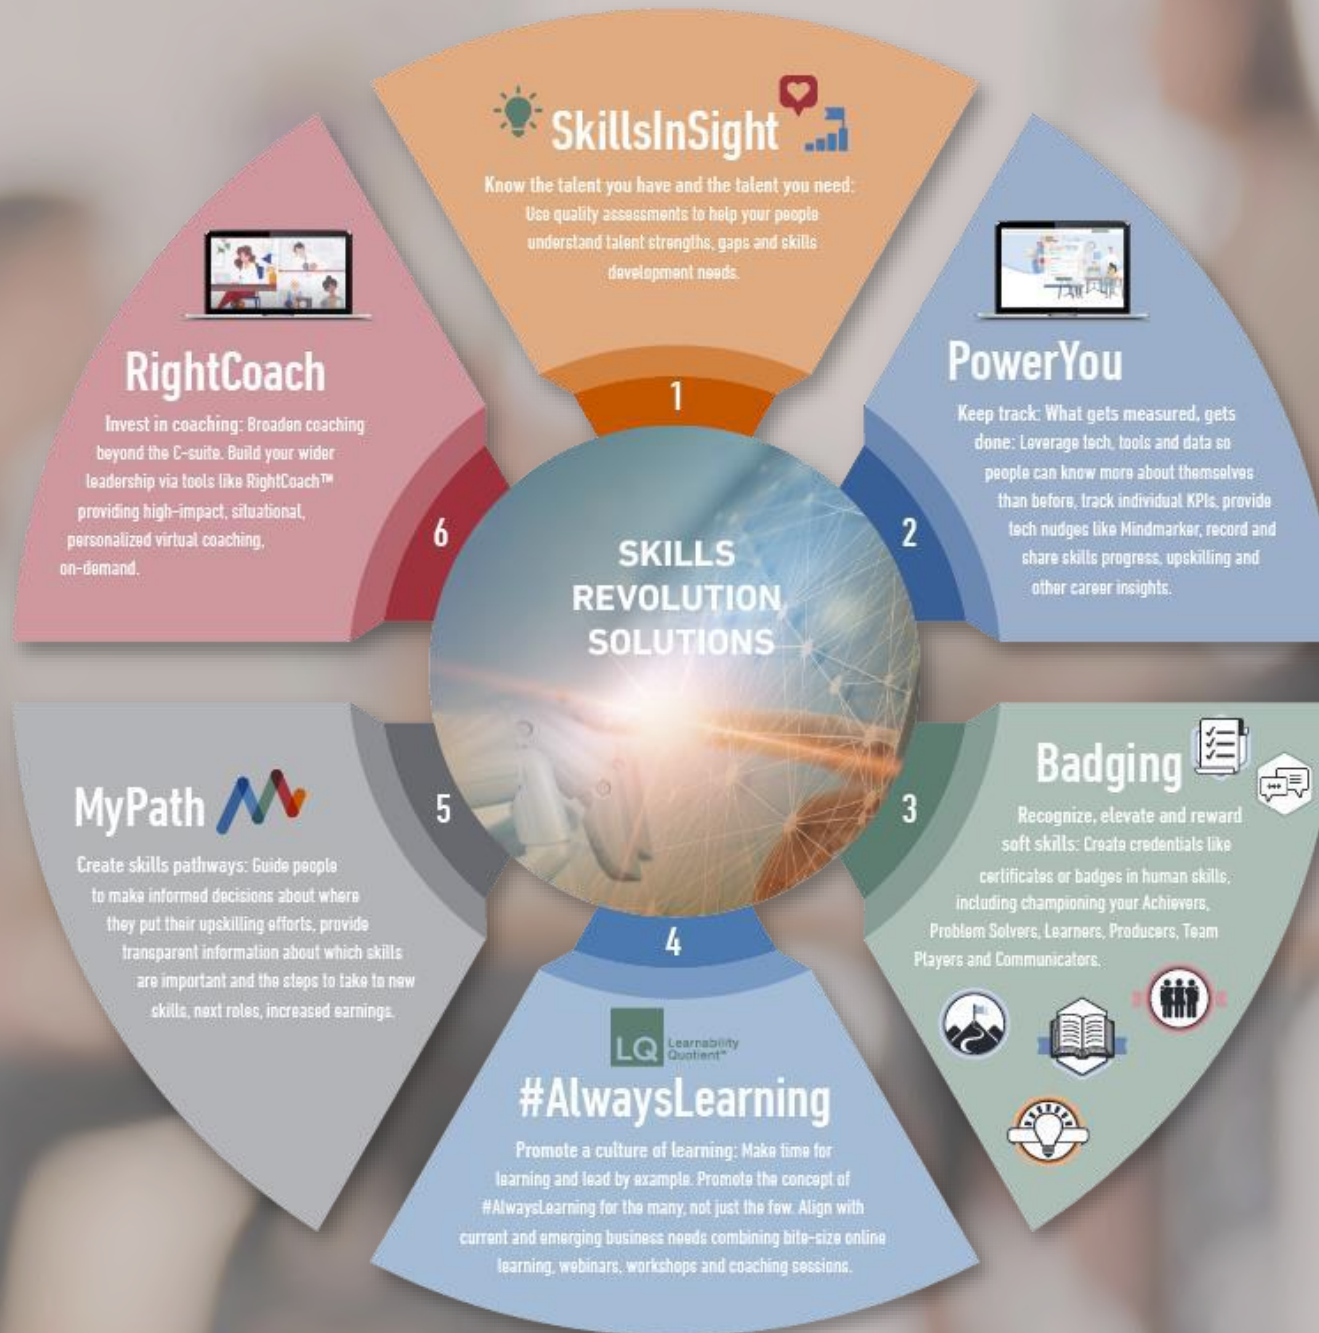 SkillsInSight
Know the talent you have and the talent you need:
Use quality assessments to help your people
understand talent strengths, gaps and skills
development needs.
1
PowerYou
Keep track: What gets measured, gets
done: Leverage tech, tools and data so
people can know more about themselves
than before, track individual KPIs, provide
tech nudges like Mindmarker, record and
share skills progress, upskilling and
other career insights.
2
Badging
Recognize, elevate and reward
soft skills: Create credentials like
certificates or badges in human skills,
including championing your Achievers,
Problem Solvers, Learners, Producers, Team
Players and Communicators.
3
4
LQ Learnability
Quotient™
#AlwaysLearning
Promote a culture of learning: Make time for
learning and lead by example. Promote the concept of
#AlwaysLearning for the many, not just the few. Align with
current and emerging business needs combining bite-size online
learning, webinars, workshops and coaching sessions.
MyPath
Create skills pathways: Guide people
to make informed decisions about where
they put their upskilling efforts, provide
transparent information about which skills
are important and the steps to take to new
skills, next roles, increased earnings.
5
RightCoach
Invest in coaching: Broaden coaching
beyond the C-suite. Build your wider
leadership via tools like RightCoach™
providing high-impact, situational,
personalized virtual coaching,
on-demand.
6
SKILLS
REVOLUTION
SOLUTIONS